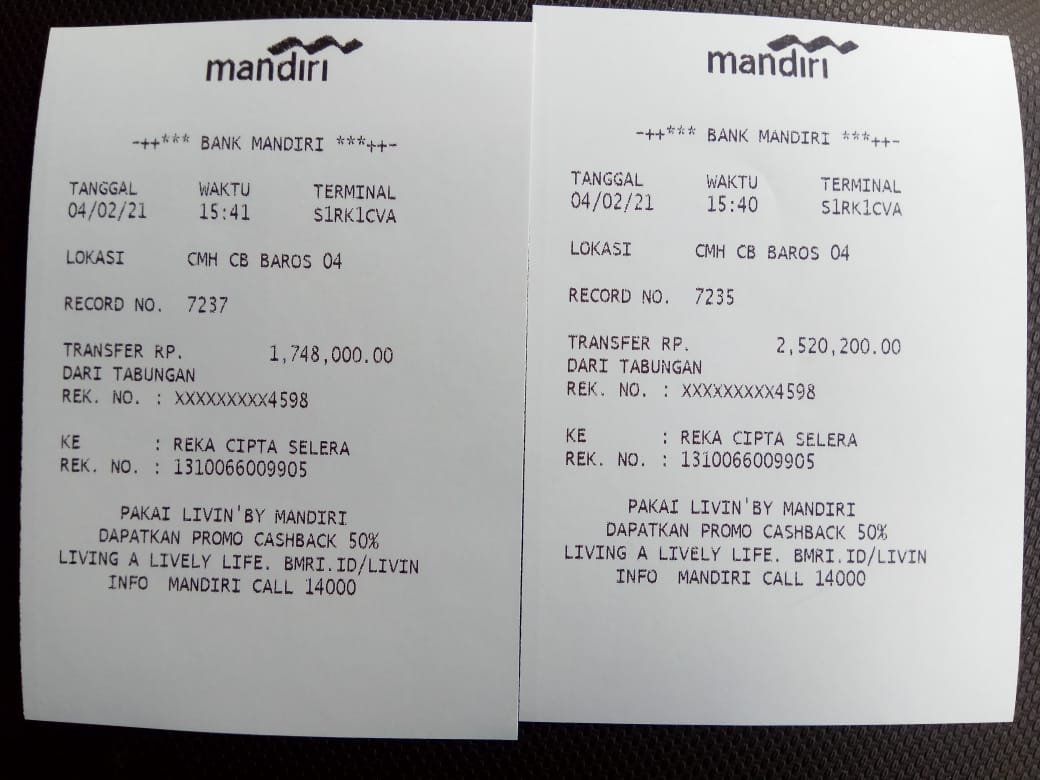 mandiri
-++*** BANK MANDIRI ***++-
TANGGAL WAKTU TERMINAL
04/02/21 15:41 S1RK1CVA
LOKASI CMH CB BAROS 04
RECORD NO. 7237
TRANSFER RP. 1,748,000.00
DARI TABUNGAN
REK. NO. : XXXXXXXXX4598
KE : REKA CIPTA SELERA
REK. NO. : 1310066009905
PAKAI LIVIN'BY MANDIRI
DAPATKAN PROMO CASHBACK 50%
LIVING A LIVELY LIFE. BMRI.ID/LIVIN
INFO MANDIRI CALL 14000
mandiri
-++*** BANK MANDIRI ***++-
TANGGAL WAKTU TERMINAL
04/02/21 15:40 S1RK1CVA
LOKASI CMH CB BAROS 04
RECORD NO. 7235
TRANSFER RP. 2,520,200.00
DARI TABUNGAN
REK. NO. : XXXXXXXXX4598
KE : REKA CIPTA SELERA
REK. NO. : 1310066009905
PAKAI LIVIN'BY MANDIRI
DAPATKAN PROMO CASHBACK 50%
LIVING A LIVELY LIFE. BMRI.ID/LIVIN
INFO MANDIRI CALL 14000